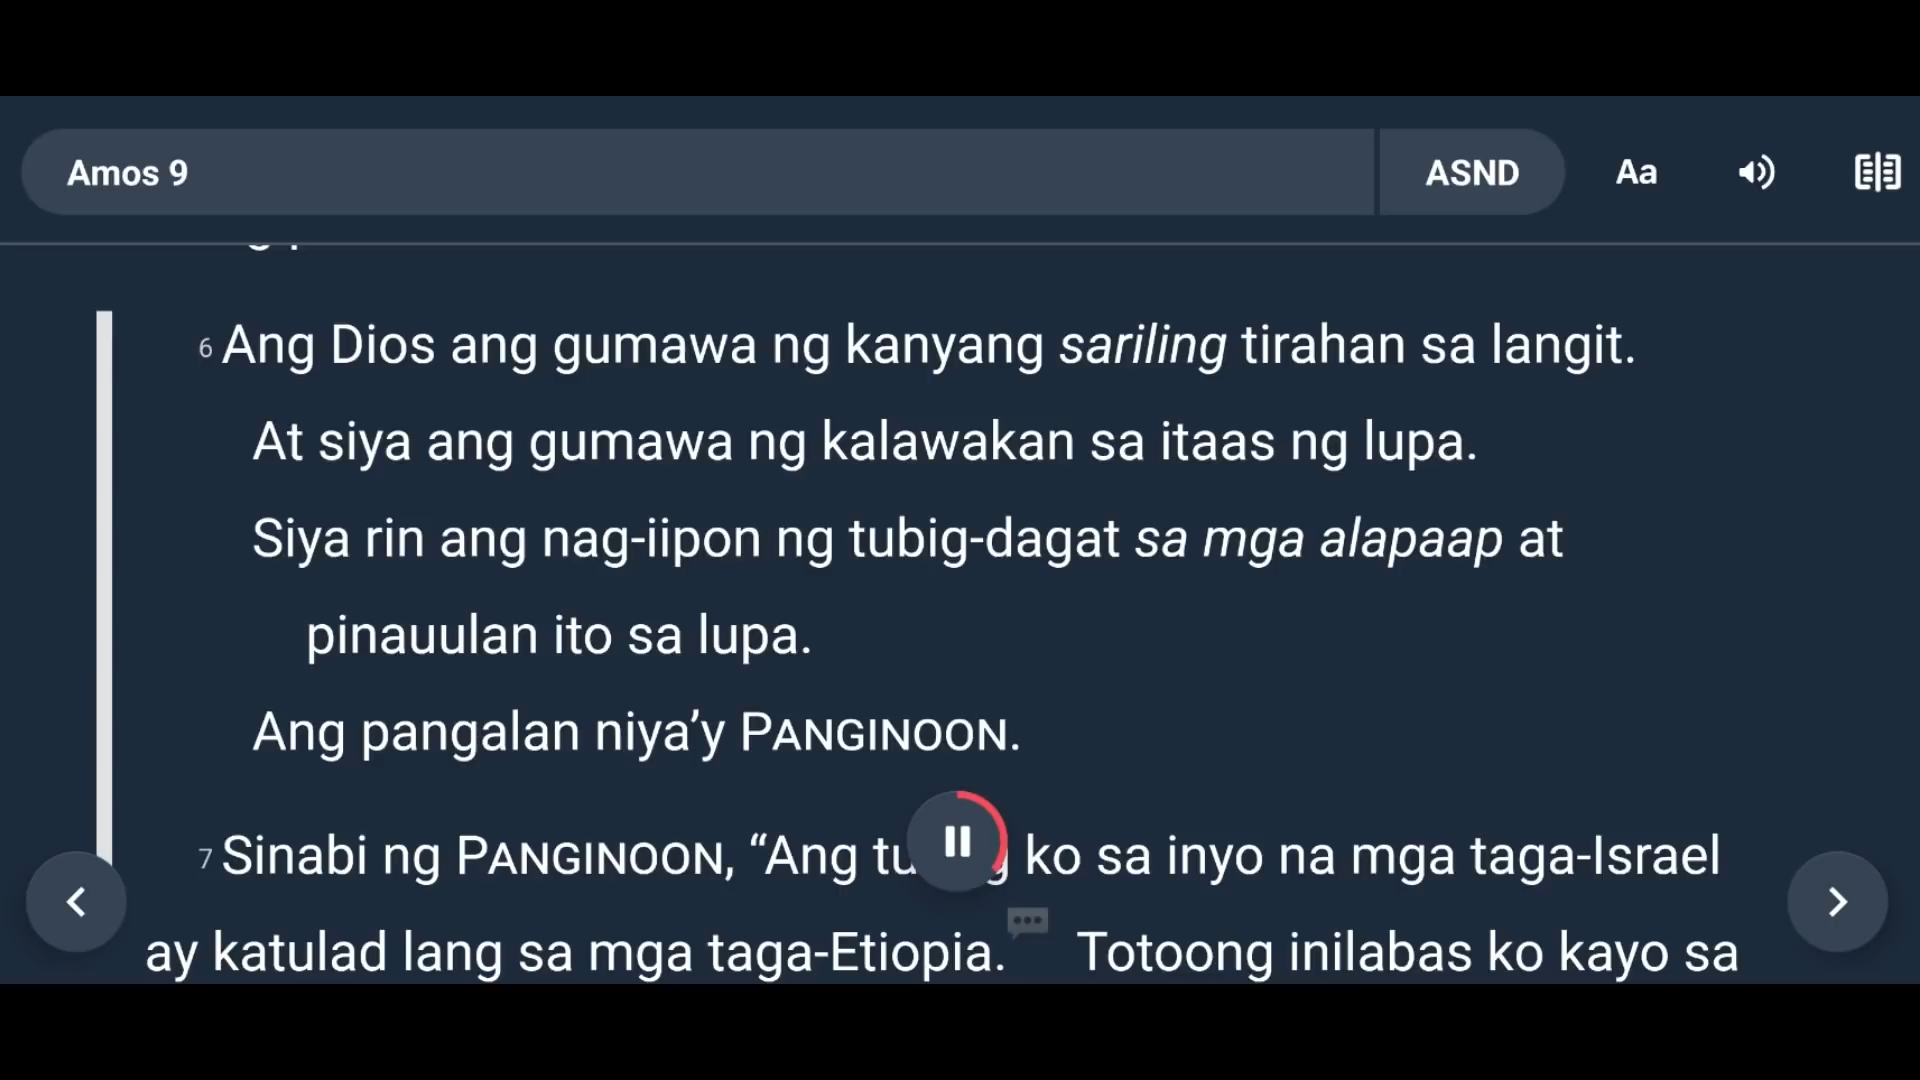 Amos 9
ASND
Aa
6 Ang Dios ang gumawa ng kanyang sariling tirahan sa langit.
At siya ang gumawa ng kalawakan sa itaas ng lupa.
Siya rin ang nag-iipon ng tubig-dagat sa mga alapaap at
pinauulan ito sa lupa.
Ang pangalan niya’y PANGINOON.
7 Sinabi ng PANGINOON, “Ang ko sa inyo na mga taga-Israel
ay katulad lang sa mga taga-Etiopia. Totoong inilabas ko kayo sa